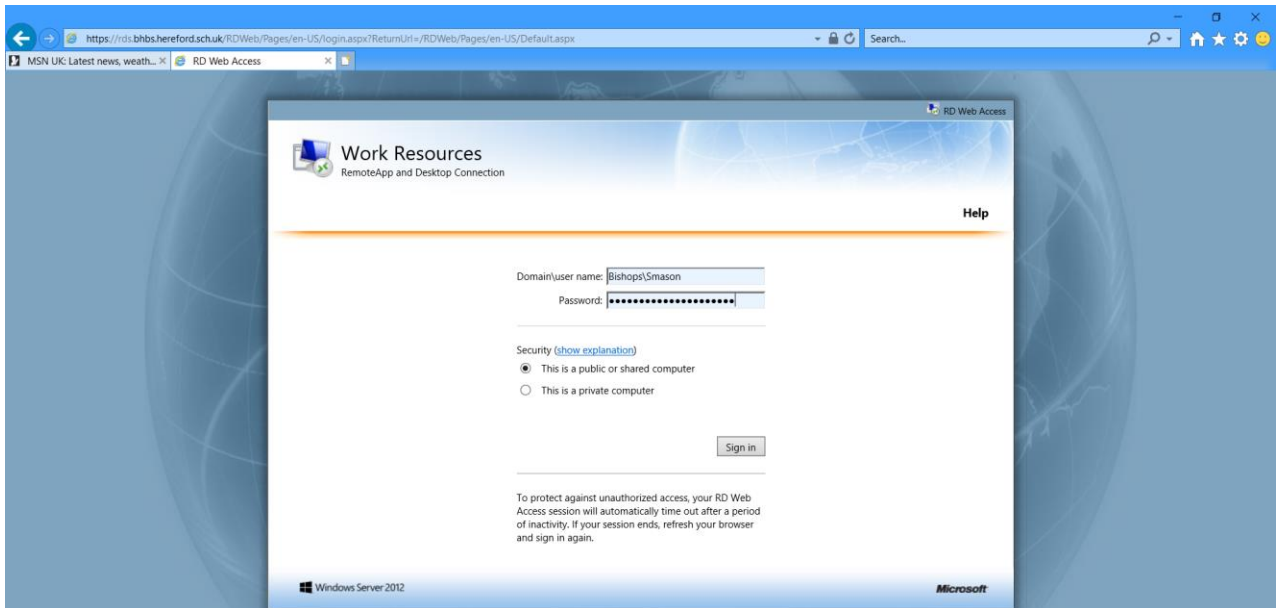 https://rds.bhbs.hereford.sch.uk/RDWeb/Pages/en-US/login.aspx?ReturnUrl=/RDWeb/Pages/en-US/Default.aspx
Search...
MSN UK: Latest news, weath...
RD Web Access
RD Web Access
Work Resources
RemoteApp and Desktop Connection
Help
Domain\user name: Bishops\Smason
Password: •••••••••••••••••••••
Security (show explanation)
This is a public or shared computer
This is a private computer
Sign in
To protect against unauthorized access, your RD Web
Access session will automatically time out after a period
of inactivity. If your session ends, refresh your browser
and sign in again.
Windows Server 2012
Microsoft